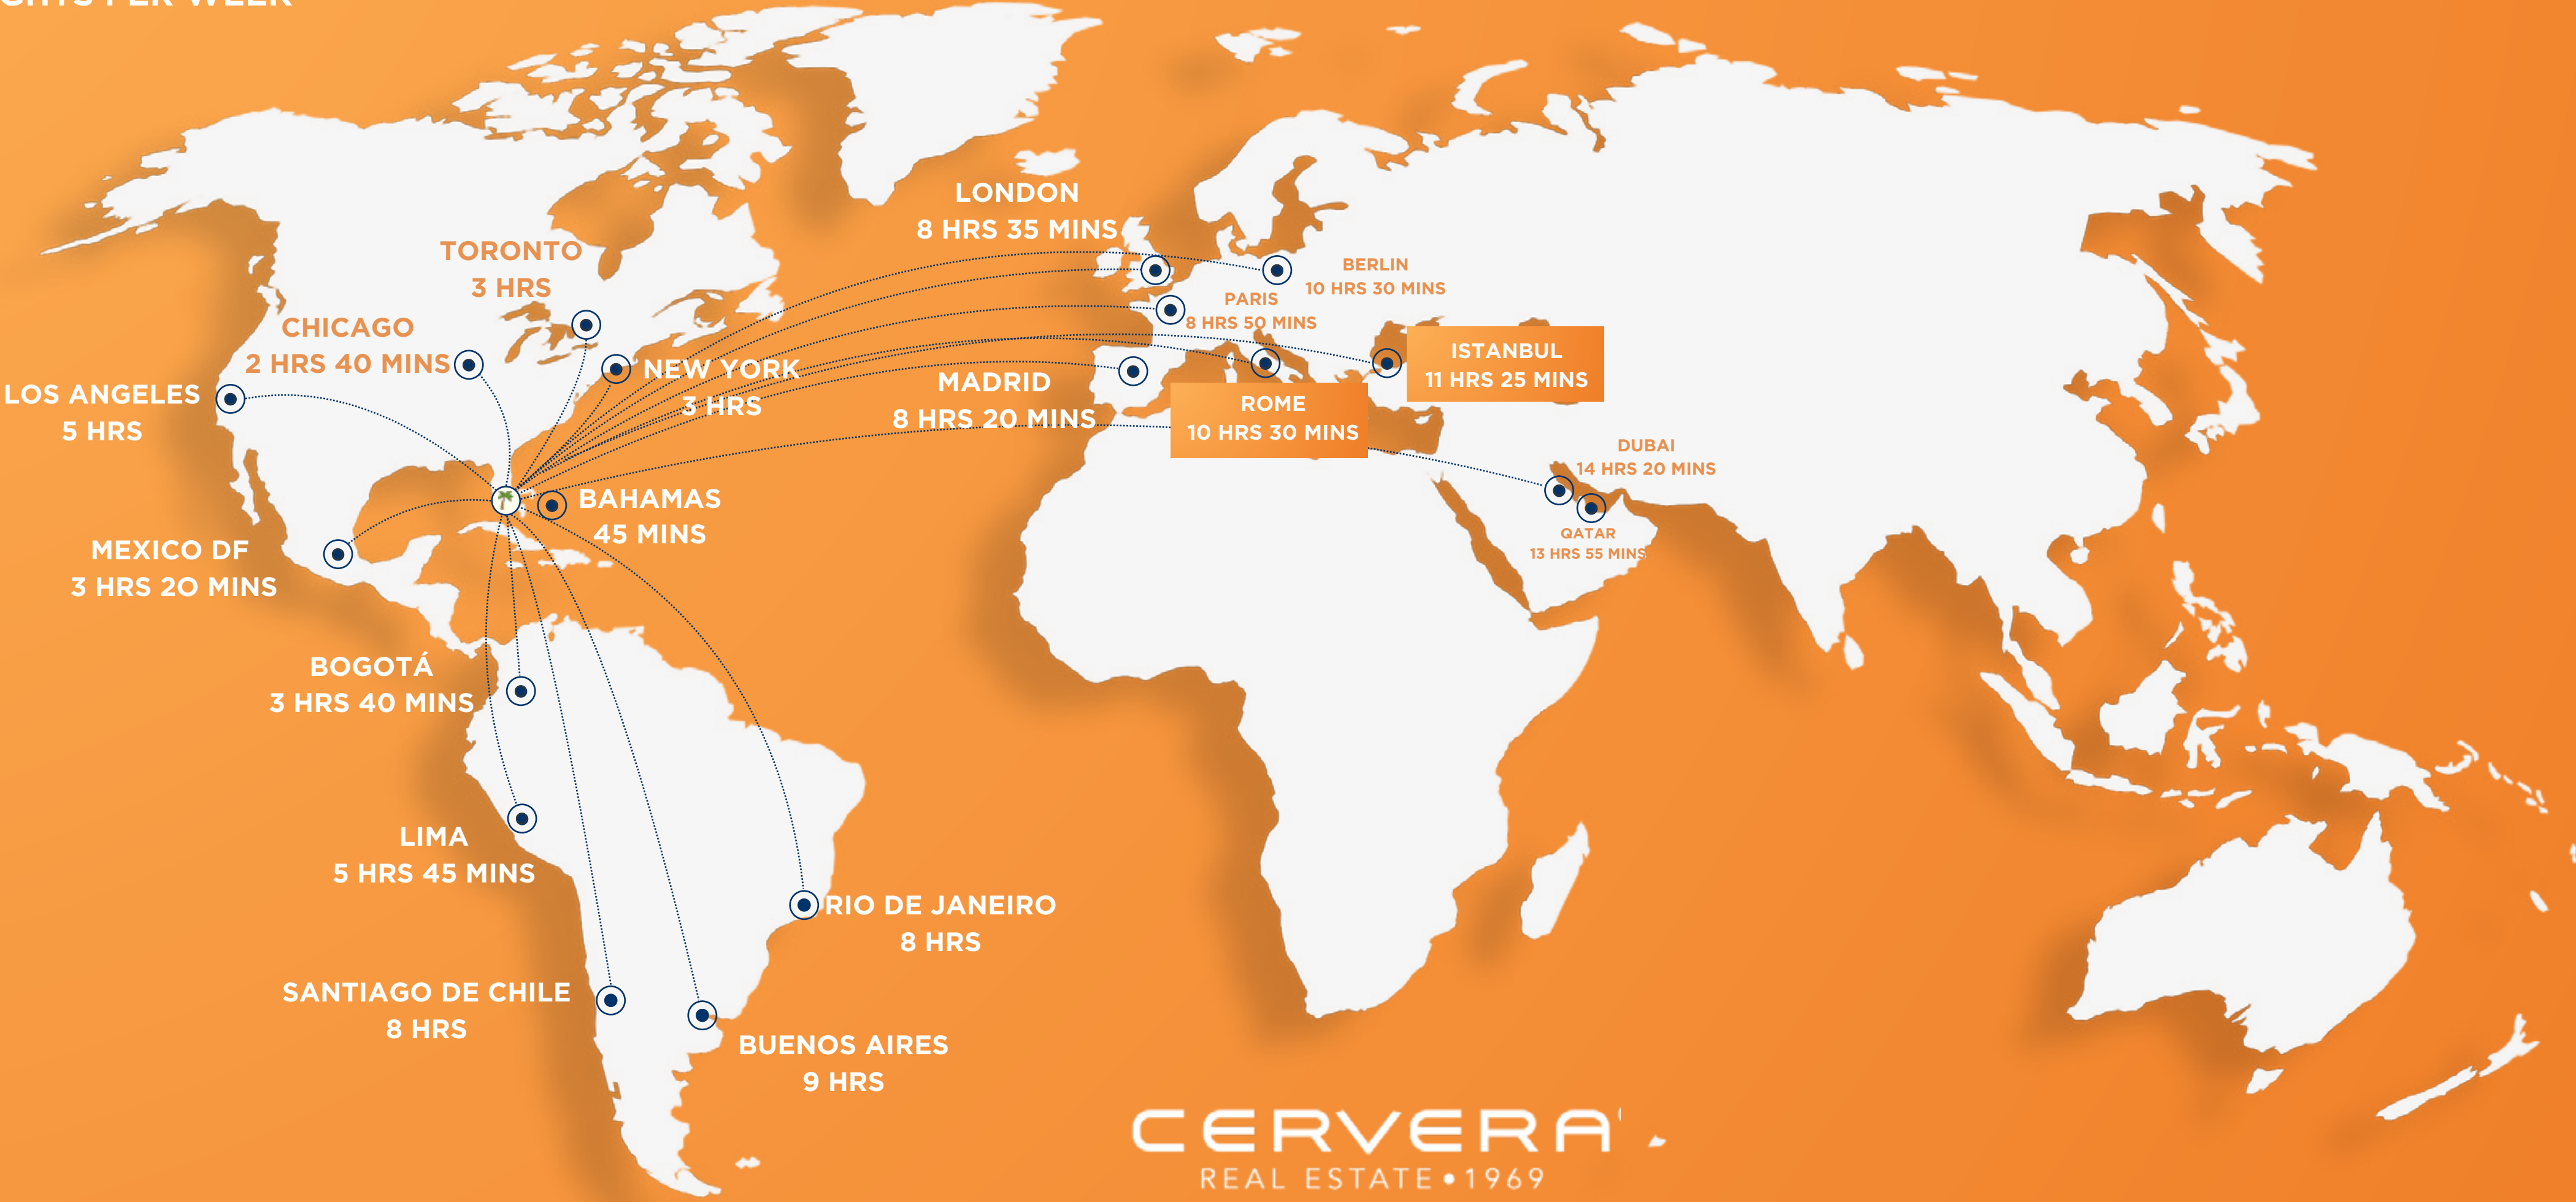 LONDON
8 HRS 35 MINS
TORONTO
3 HRS
BERLIN
10 HRS 30 MINS
PARIS
8 HRS 50 MINS
CHICAGO
2 HRS 40 MINS
ISTANBUL
11 HRS 25 MINS
NEW YORK
3 HRS
MADRID
8 HRS 20 MINS
LOS ANGELES
5 HRS
ROME
10 HRS 30 MINS
DUBAI
14 HRS 20 MINS
BAHAMAS
45 MINS
QATAR
13 HRS 55 MINS
MEXICO DF
3 HRS 2O MINS
BOGOTÁ
3 HRS 40 MINS
LIMA
5 HRS 45 MINS
RIO DE JANEIRO
8 HRS
SANTIAGO DE CHILE
8 HRS
BUENOS AIRES
9 HRS
CERVERA
REAL ESTATE • 1969